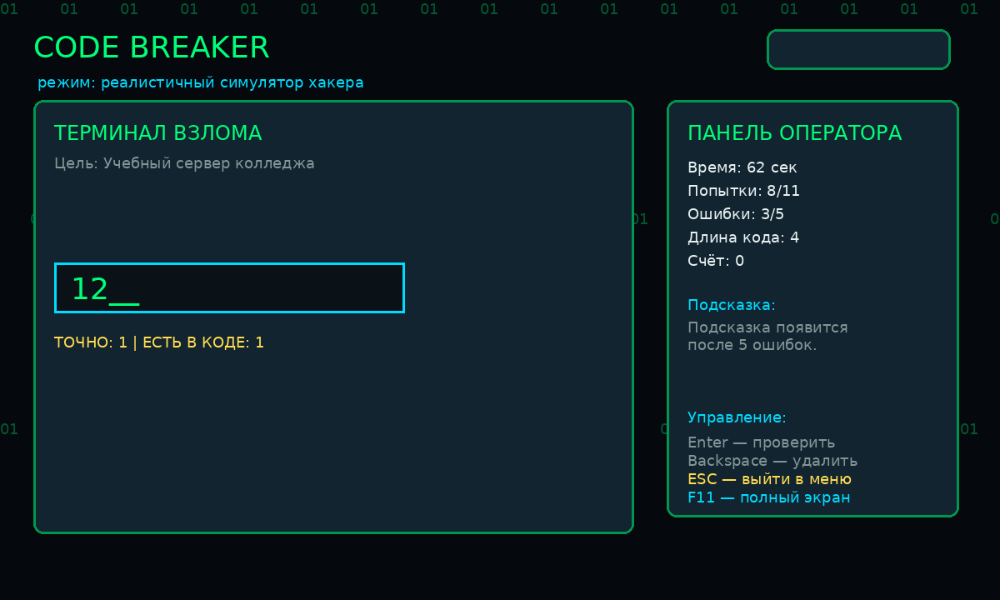 01 01 01 01 01 01 01 01 01 01 01 01 01 01 01 01 01
CODE BREAKER
режим: реалистичный симулятор хакера
ТЕРМИНАЛ ВЗЛОМА
Цель: Учебный сервер колледжа
12__
ТОЧНО: 1 | ЕСТЬ В КОДЕ: 1
ПАНЕЛЬ ОПЕРАТОРА
Время: 62 сек
Попытки: 8/11
Ошибки: 3/5
Длина кода: 4
Счёт: 0
Подсказка:
Подсказка появится
после 5 ошибок.
Управление:
Enter — проверить
Backspace — удалить
ESC — выйти в меню
F11 — полный экран
01
01
01